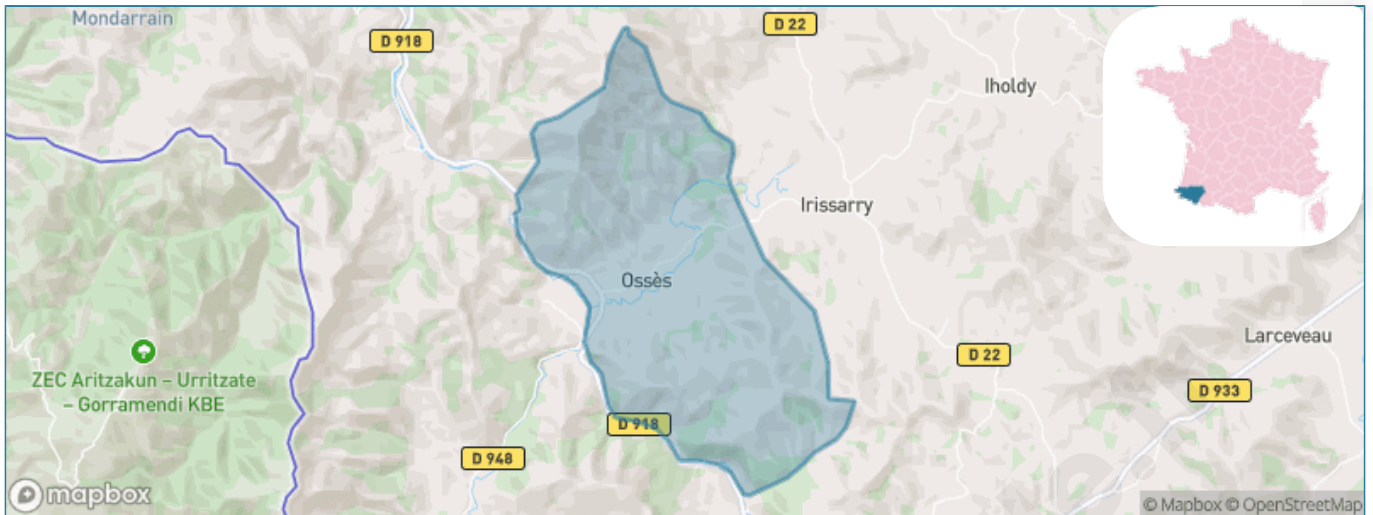 Mondarrain
D 918
D 22
Iholdy
Irissarry
Ossès
Larceveau
D 22
ZEC Aritzakun – Urritzate
– Gorramendi KBE
D 933
D 918
D 948
mapbox
© Mapbox © OpenStreetMap